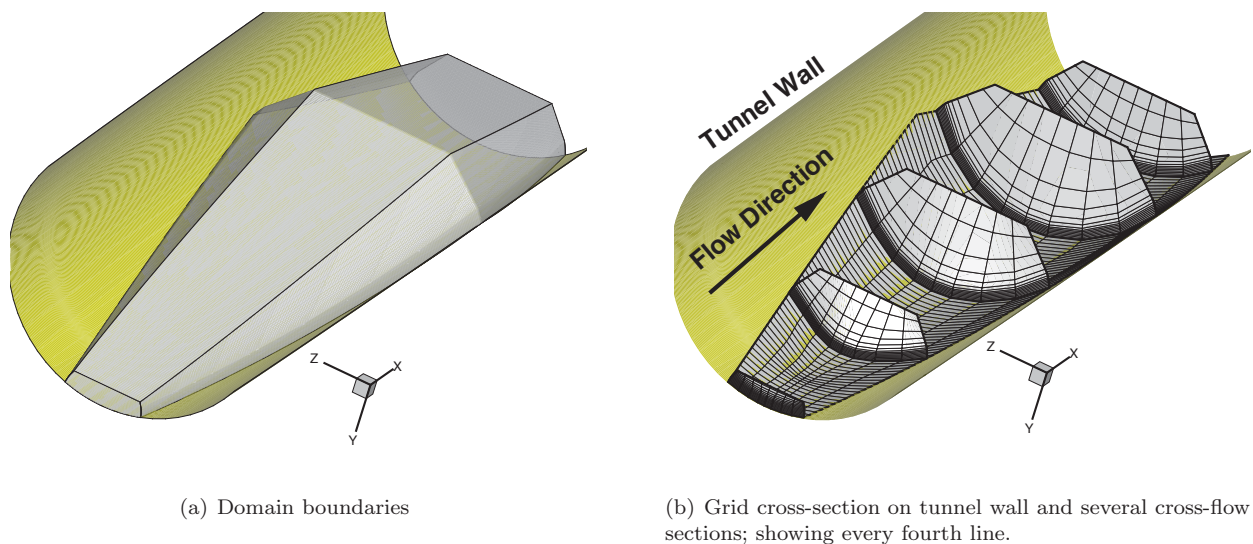 Z
X
Y
(a) Domain boundaries
Tunnel Wall
Flow Direction
Z
X
Y
(b) Grid cross-section on tunnel wall and several cross-flow
sections; showing every fourth line.